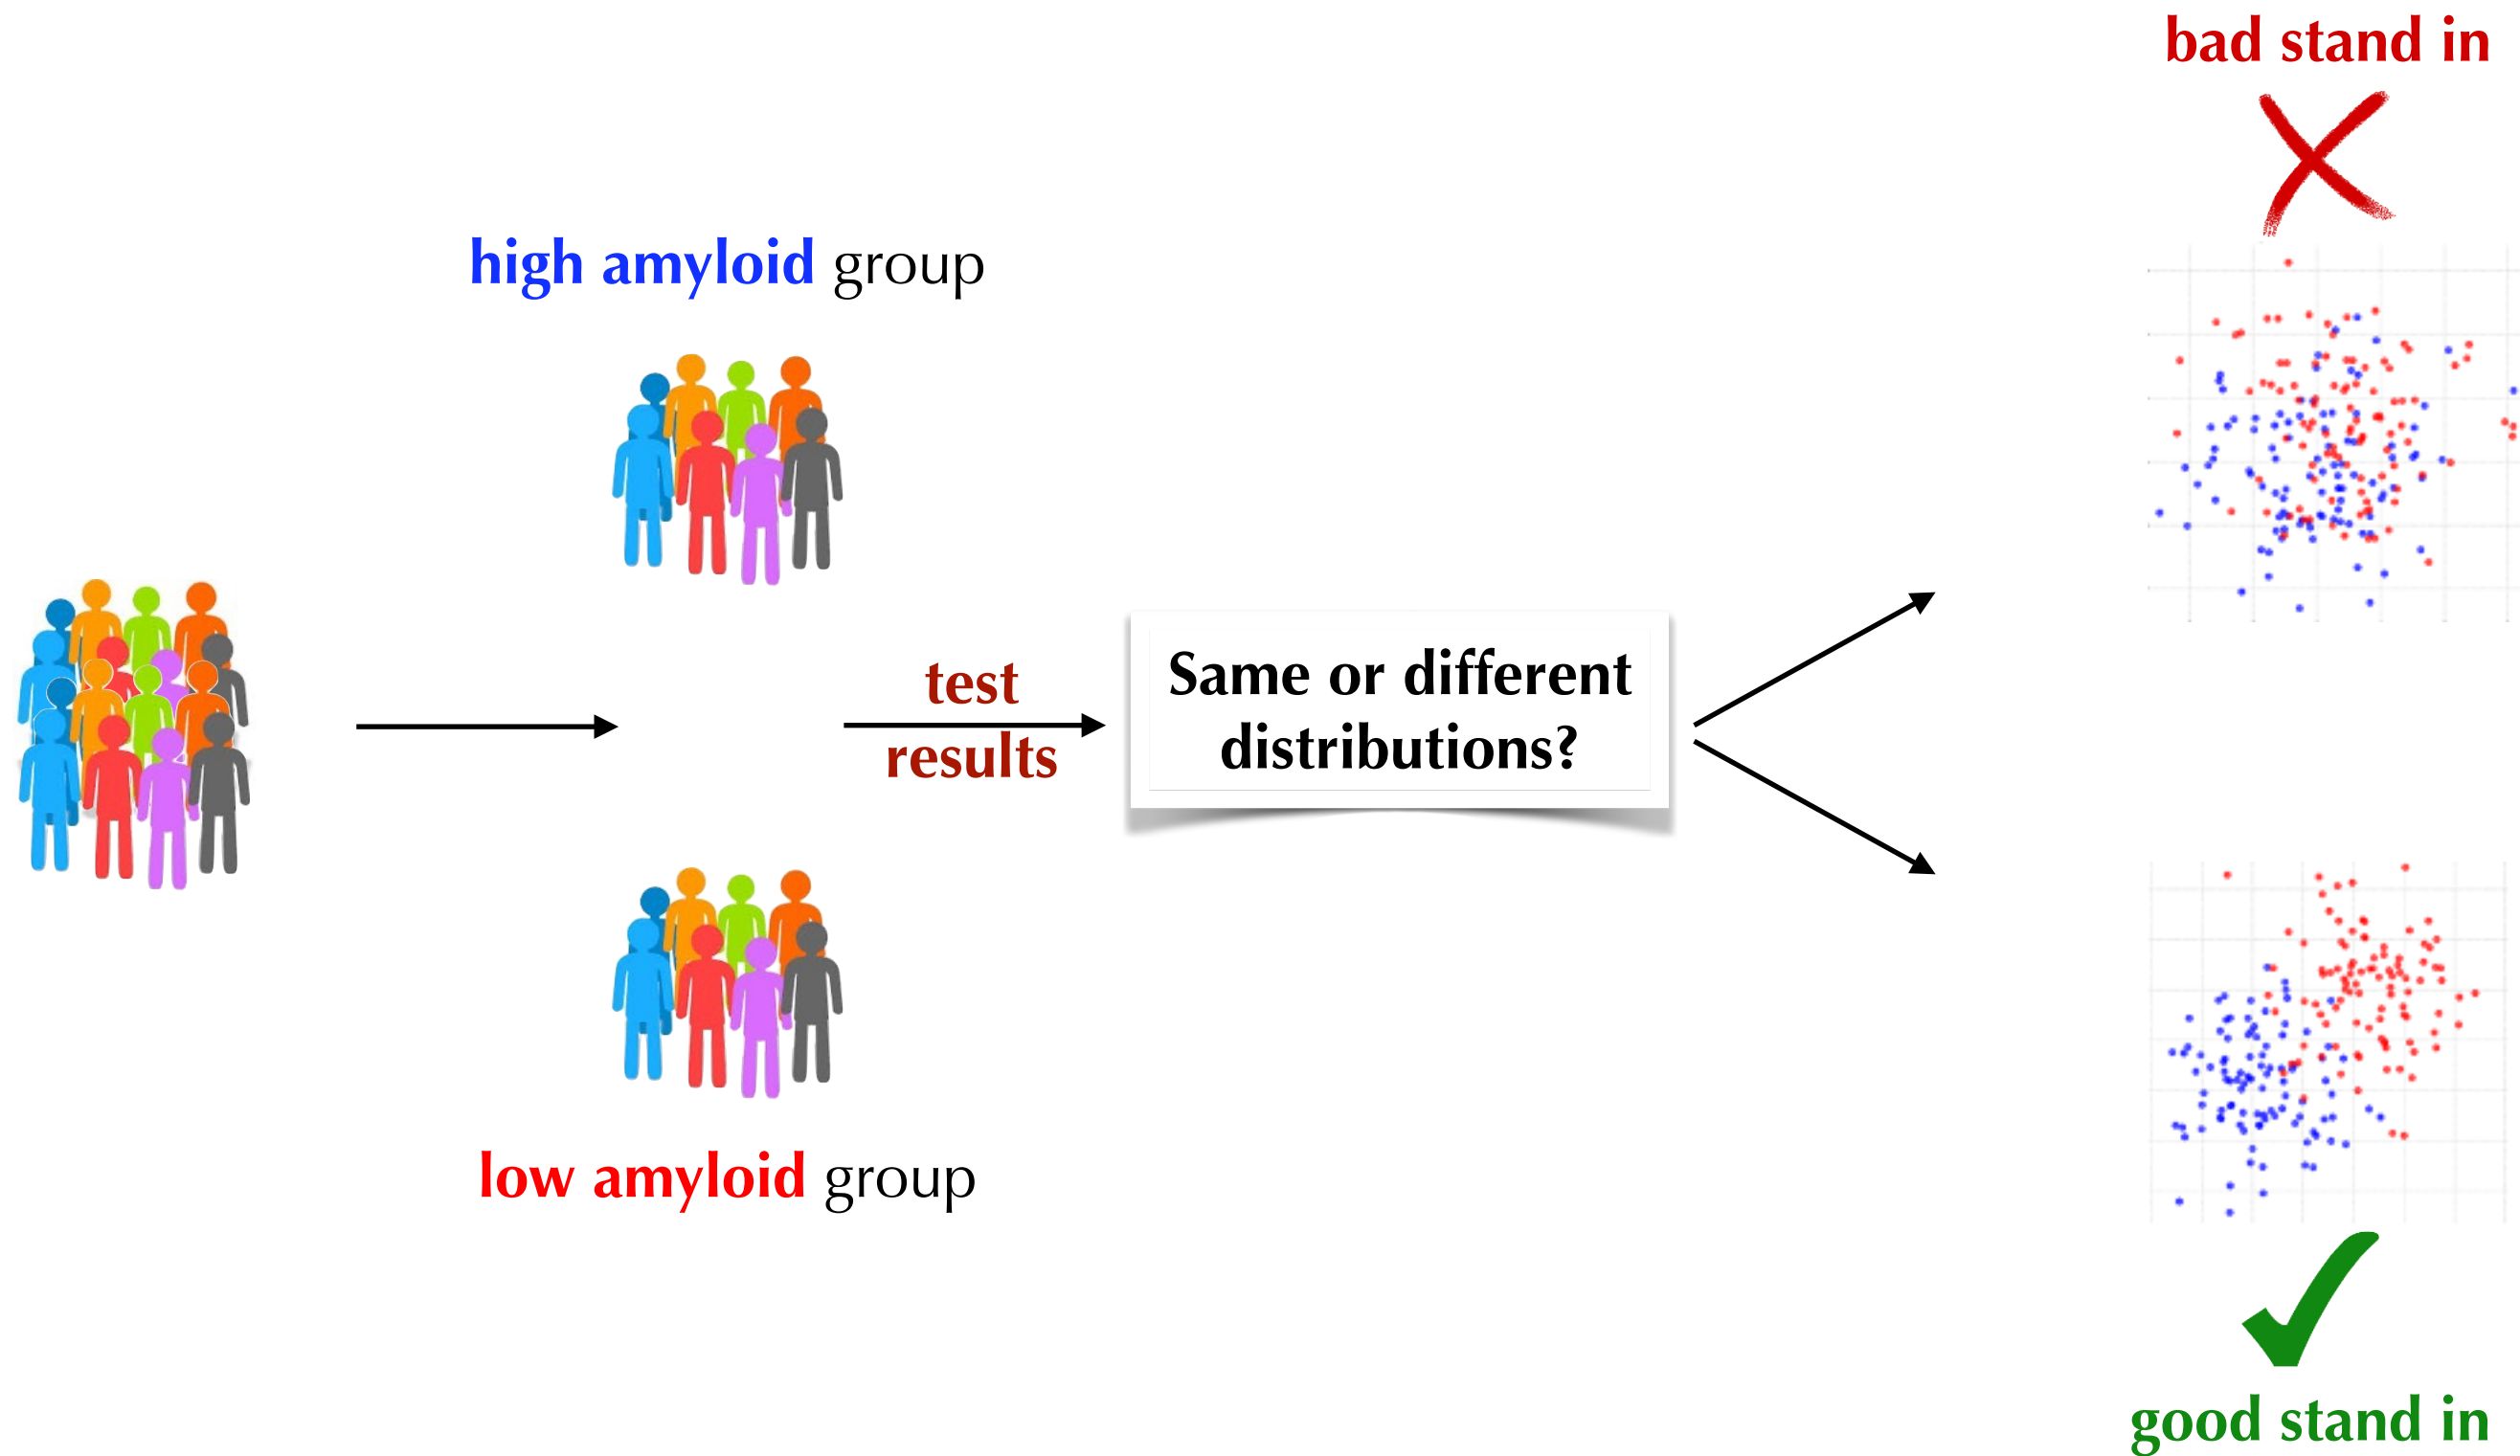 bad stand in
high amyloid group
test
results
Same or different
distributions?
low amyloid group
good stand in